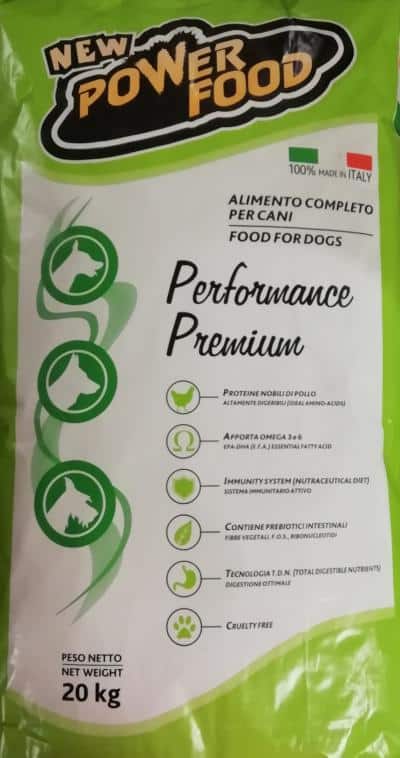 NEW
POWER
FOOD
100% MADE IN ITALY
ALIMENTO COMPLETO
PER CANI
FOOD FOR DOGS
Performance
Premium
PROTEINE NOBILI DI POLLO
ALTAMENTE DIGERIBILI (IDEAL AMINO-ACIDS)
APPORTA OMEGA 3 e 6
EPA-DHA (E.F.A.) ESSENTIAL FATTY ACID
IMMUNITY SYSTEM (NUTRACEUTICAL DIET)
SISTEMA IMMUNITARIO ATTIVO
CONTIENE PREBIOTICI INTESTINALI
FIBRE VEGETALI, F.O.S., RIBONUCLEOTIDI
TECNOLOGIA T.D.N. (TOTAL DIGESTIBLE NUTRIENTS)
DIGESTIONE OTTIMALE
CRUELTY FREE
PESO NETTO
NET WEIGHT
20 kg